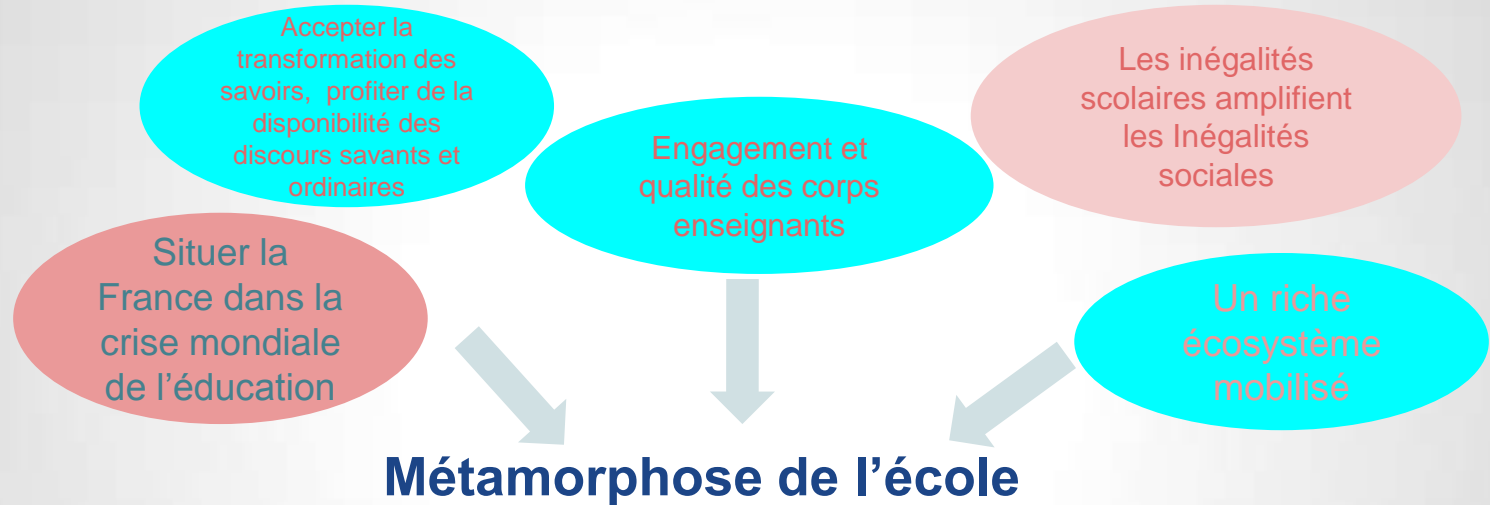 Accepter la
transformation des
savoirs, profiter de la
disponibilité des
discours savants et
ordinaires
Engagement et
qualité des corps
enseignants
Les inégalités
scolaires amplifient
les Inégalités
sociales
Situer la
France dans la
crise mondiale
de l’éducation
Un riche
écosystème
mobilisé
Métamorphose de l’école